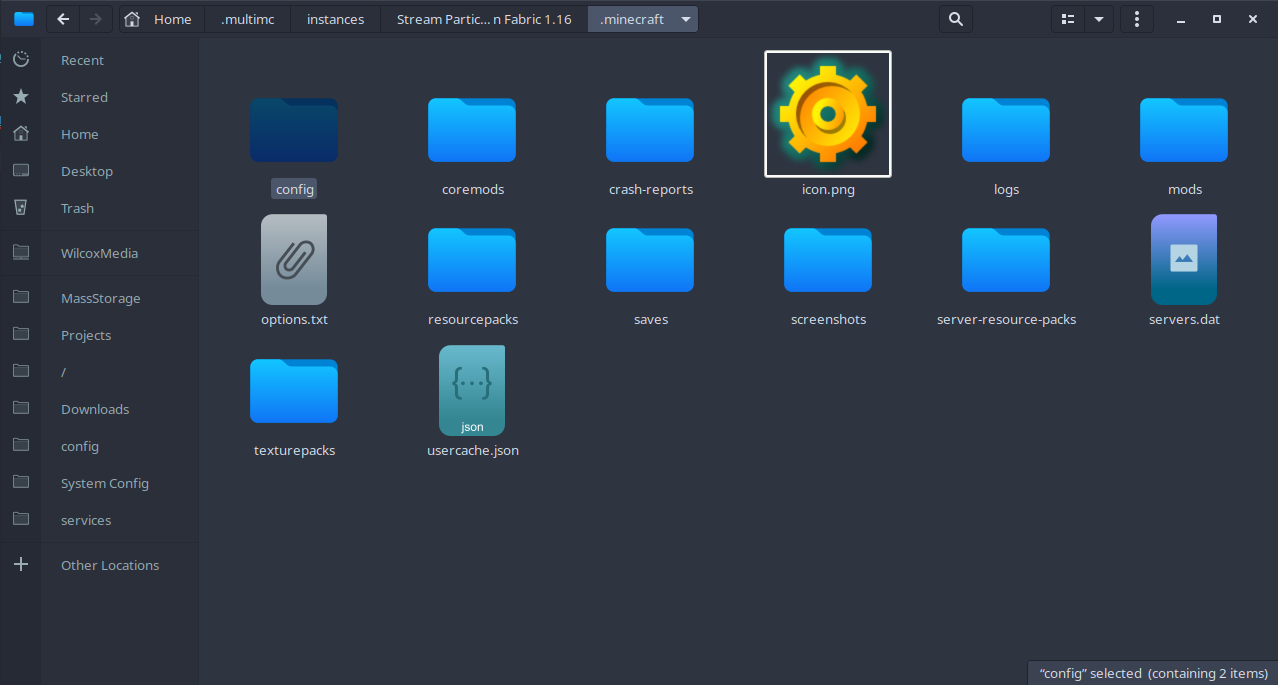 Home
.multimc
instances
Stream Partic... n Fabric 1.16
.minecraft
Recent
Starred
Home
Desktop
Trash
WilcoxMedia
MassStorage
Projects
/
Downloads
config
System Config
services
Other Locations
config
coremods
crash-reports
icon.png
logs
mods
options.txt
resourcepacks
saves
screenshots
server-resource-packs
servers.dat
texturepacks
{···}
json
usercache.json
“config” selected (containing 2 items)